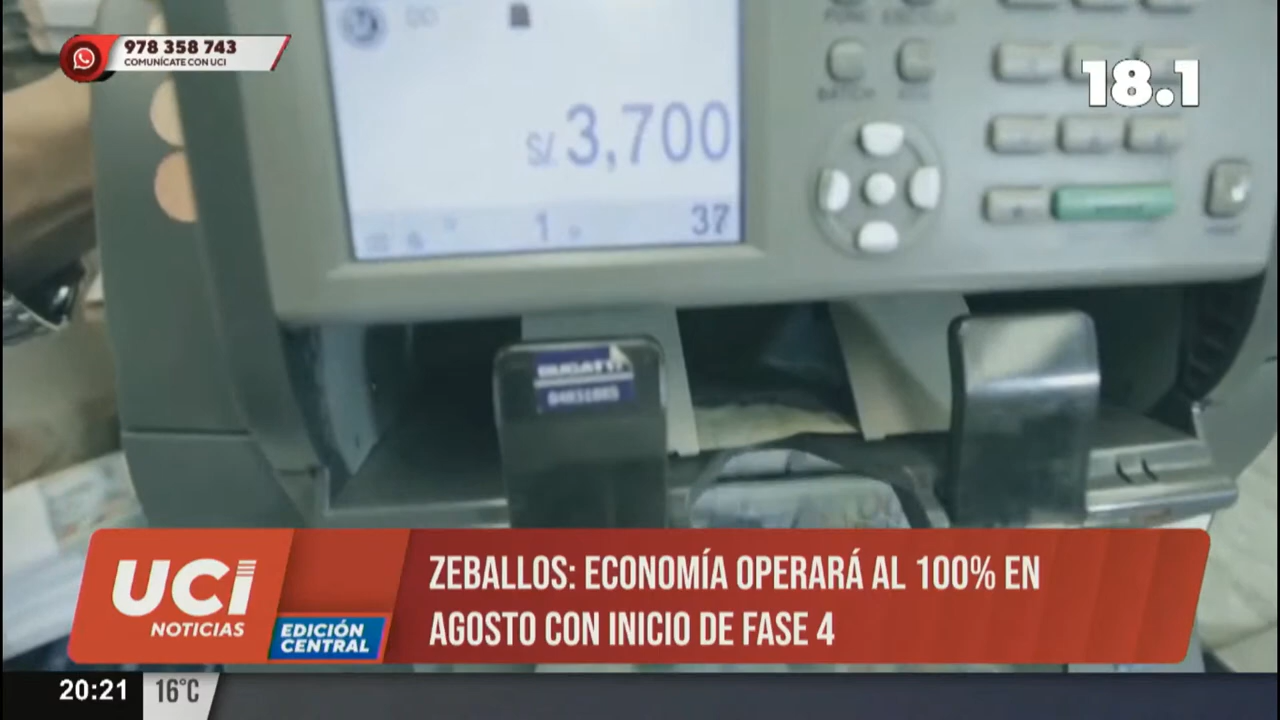 978 358 743
COMUNÍCATE CON UCI
18.1
S/. 3,700
1
37
BATCH
UCI
NOTICIAS
EDICIÓN
CENTRAL
ZEBALLOS: ECONOMÍA OPERARÁ AL 100% EN
AGOSTO CON INICIO DE FASE 4
20:21
16°C